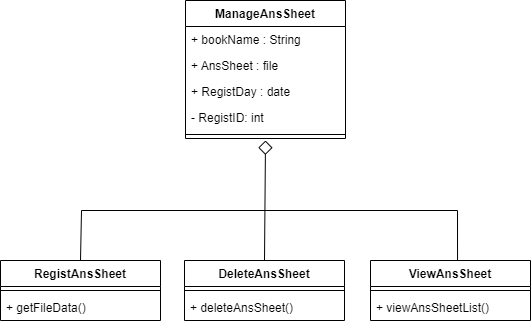 ManageAnsSheet
+ bookName : String
+ AnsSheet : file
+ RegistDay : date
- RegistID: int
RegistAnsSheet
+ getFileData()
DeleteAnsSheet
+ deleteAnsSheet()
ViewAnsSheet
+ viewAnsSheetList()